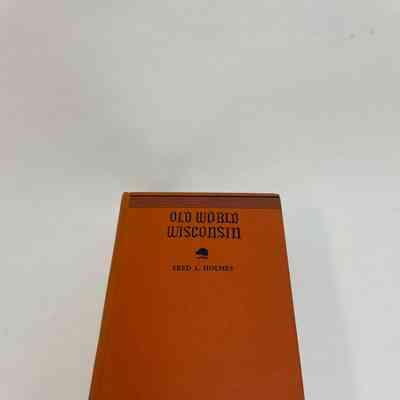 OLD WORLD
WISCONSIN
FRED L. HOLMES